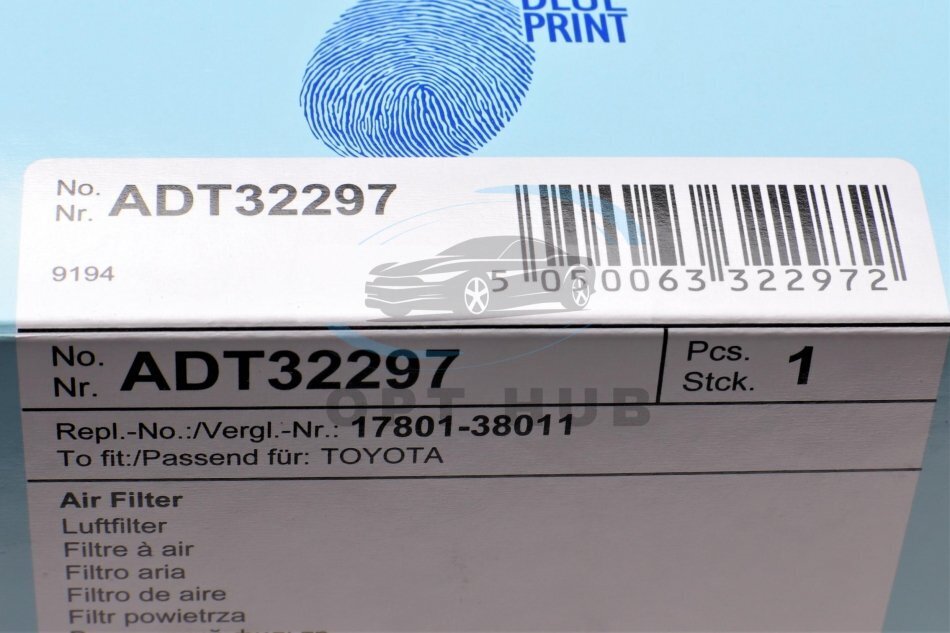 BLUE
PRINT
No.
Nr. ADT32297
9194
5 050063 322972
No.
Nr. ADT32297
Pcs.
Stck. 1
OPT HUB
Repl.-No.:/Vergl.-Nr.: 17801-38011
To fit:/Passend für: TOYOTA
Air Filter
Luftfilter
Filtre à air
Filtro aria
Filtro de aire
Filtr powietrza